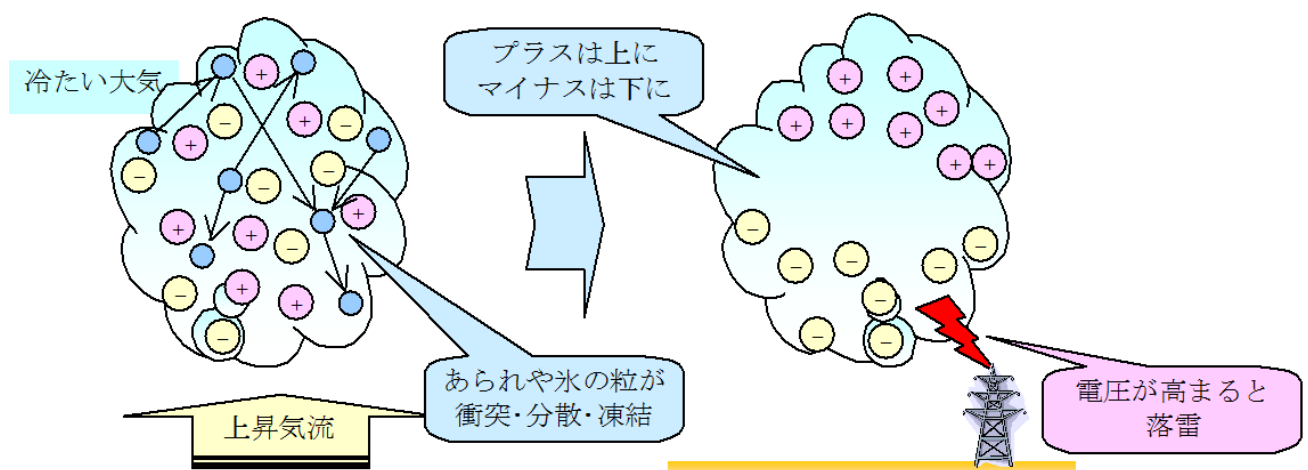 冷たい大気
プラスは上に
マイナスは下に
あられや氷の粒が
衝突・分散・凍結
上昇気流
電圧が高まると
落雷